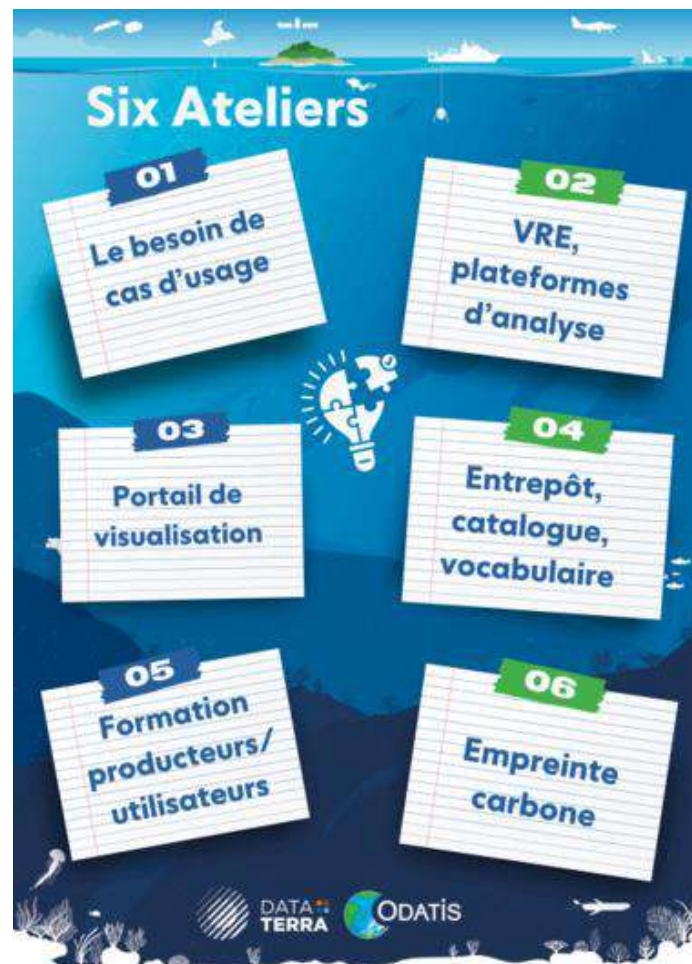 Six Ateliers
01
Le besoin de
cas d'usage
02
VRE,
plateformes
d'analyse
03
Portail de
visualisation
04
Entrepôt,
catalogue,
vocabulaire
05
Formation
producteurs/
utilisateurs
06
Empreinte
carbone
DATA
TERRA
ODATIS